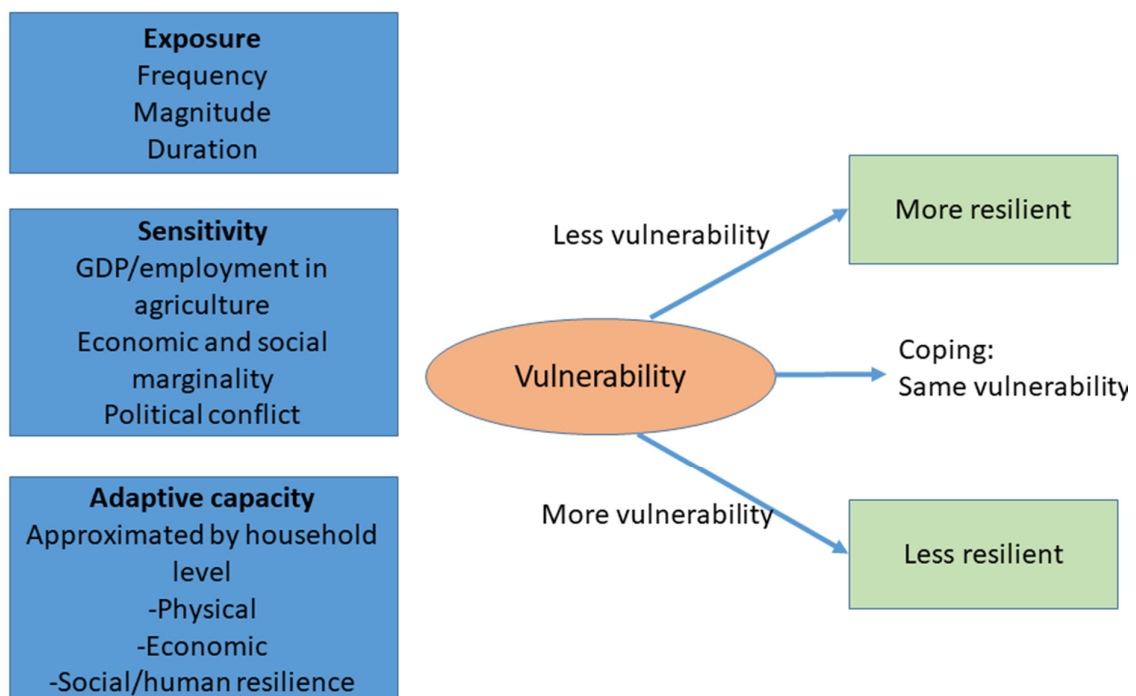 Exposure
Frequency
Magnitude
Duration
Sensitivity
GDP/employment in
agriculture
Economic and social
marginality
Political conflict
Adaptive capacity
Approximated by household
level
-Physical
-Economic
-Social/human resilience
Vulnerability
Less vulnerability
More resilient
Coping:
Same vulnerability
More vulnerability
Less resilient